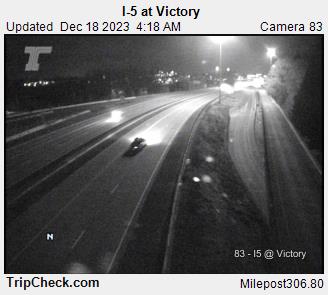 I-5 at Victory
Updated  Dec 18 2023  4:18 AM  Camera 83
T
N
83 - I5 @ Victory
TripCheck.com  Milepost306.80